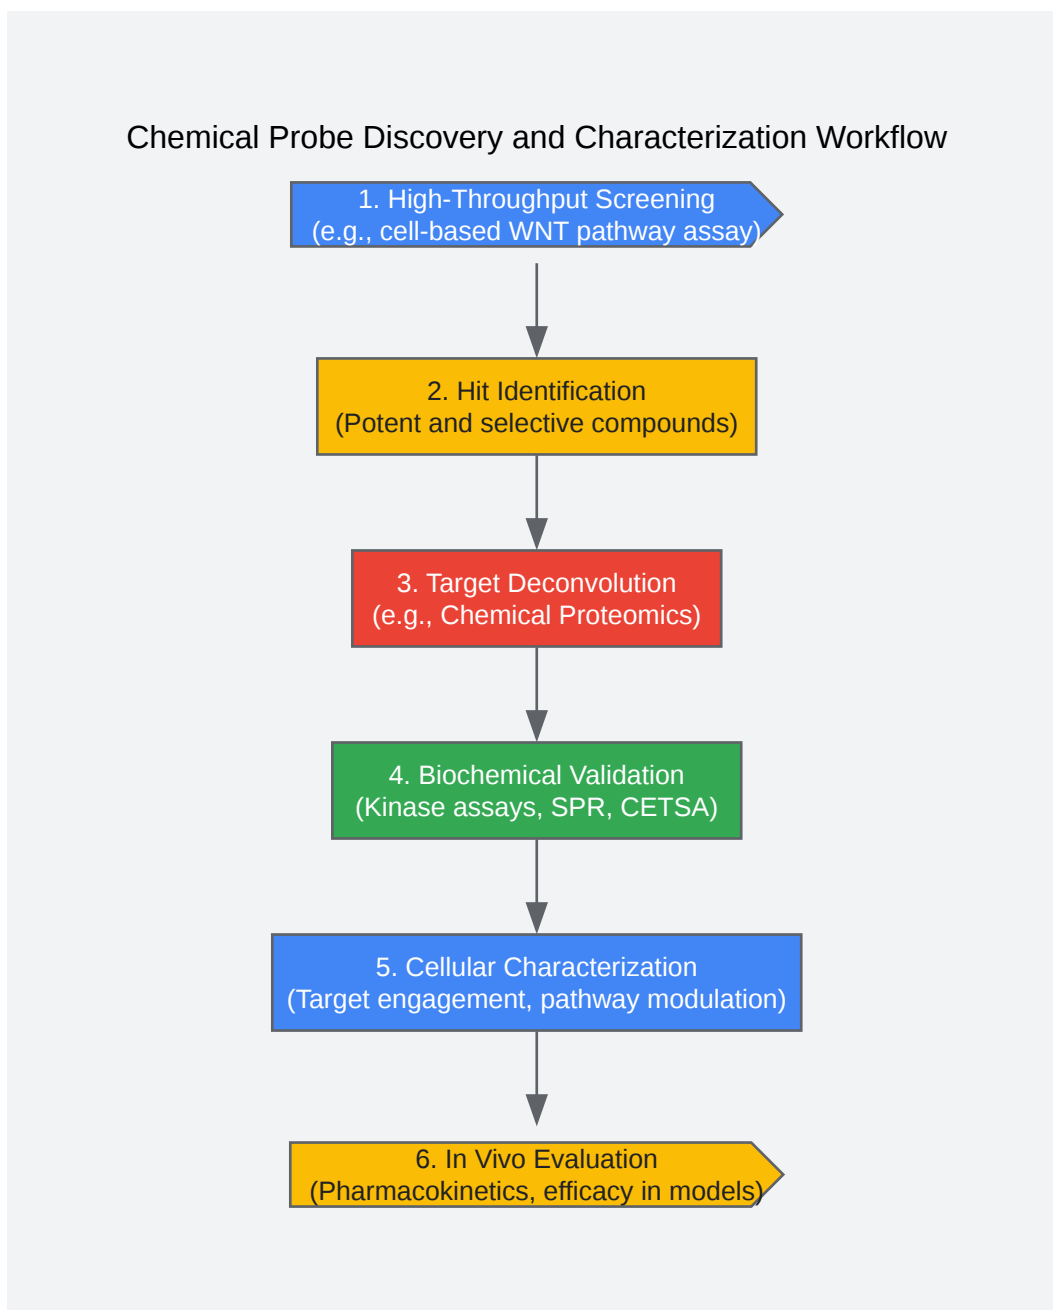 Chemical Probe Discovery and Characterization Workflow
1. High-Throughput Screening
(e.g., cell-based WNT pathway assay)
2. Hit Identification
(Potent and selective compounds)
3. Target Deconvolution
(e.g., Chemical Proteomics)
4. Biochemical Validation
(Kinase assays, SPR, CETSA)
5. Cellular Characterization
(Target engagement, pathway modulation)
6. In Vivo Evaluation
(Pharmacokinetics, efficacy in models)